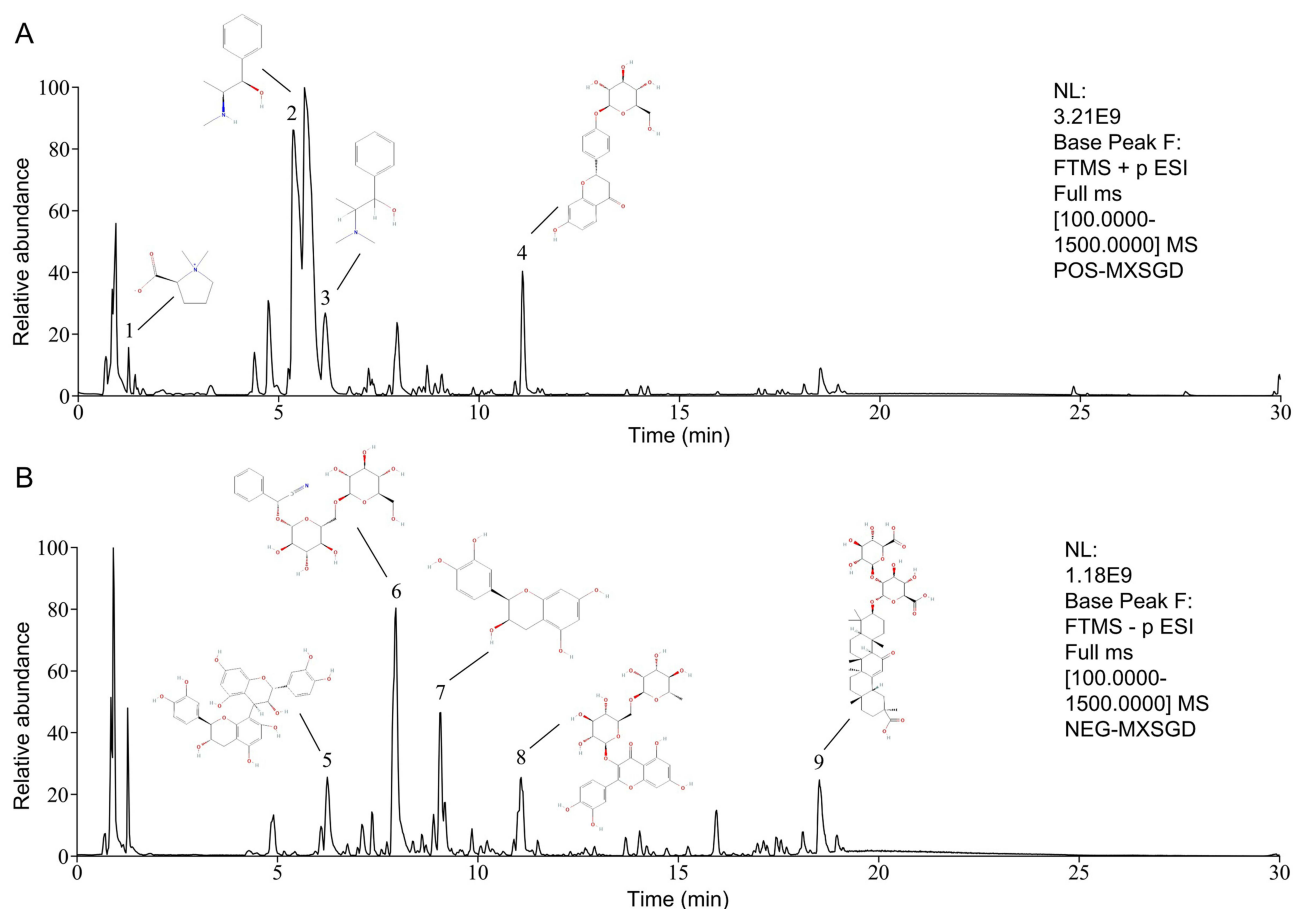 A
Relative abundance
100
80
60
40
20
0
1
2
3
4
0 5 10 15 20 25 30
Time (min)
NL:
3.21E9
Base Peak F:
FTMS + p ESI
Full ms
[100.0000-
1500.0000] MS
POS-MXSGD
B
Relative abundance
100
80
60
40
20
0
5
6
7
8
9
0 5 10 15 20 25 30
Time (min)
NL:
1.18E9
Base Peak F:
FTMS - p ESI
Full ms
[100.0000-
1500.0000] MS
NEG-MXSGD